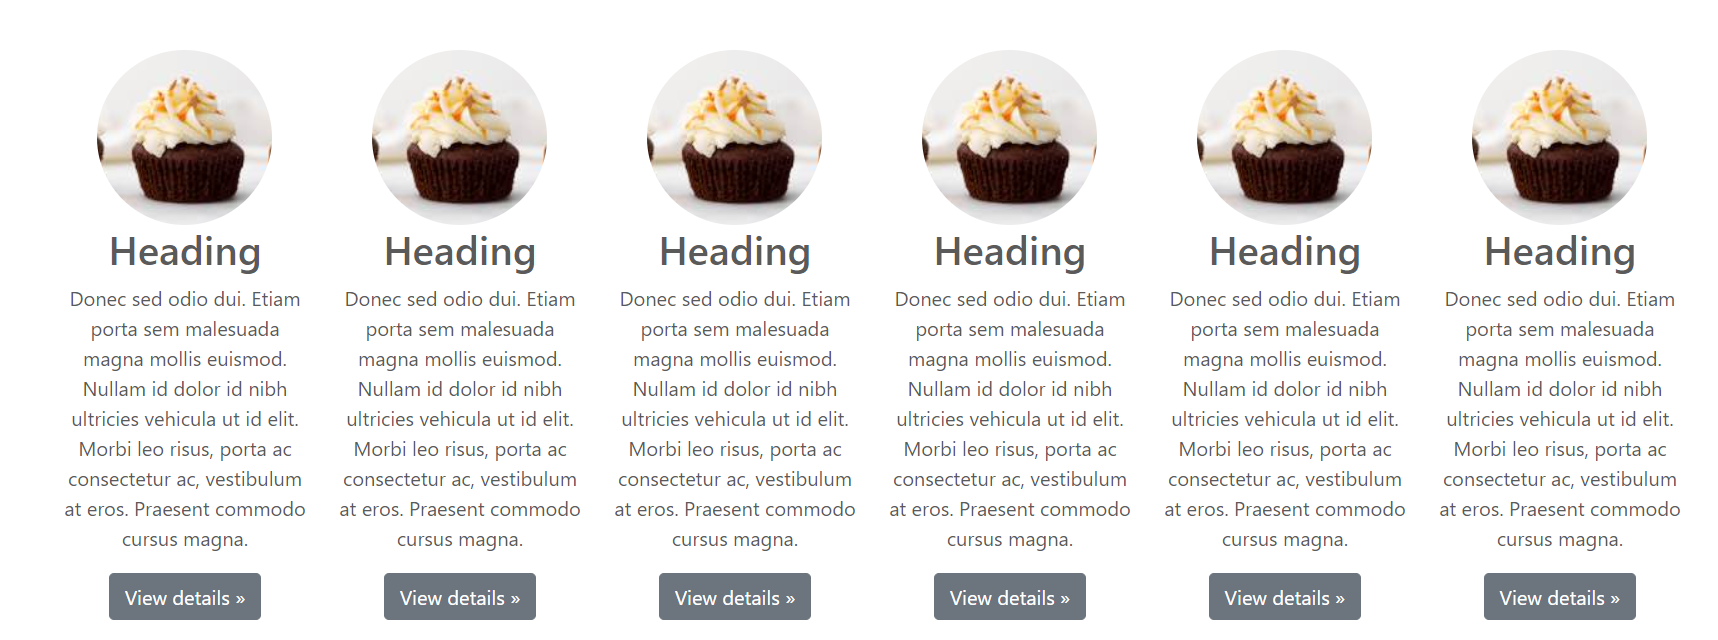 Heading
Donec sed odio dui. Etiam
porta sem malesuada
magna mollis euismod.
Nullam id dolor id nibh
ultricies vehicula ut id elit.
Morbi leo risus, porta ac
consectetur ac, vestibulum
at eros. Praesent commodo
cursus magna.
View details »
Heading
Donec sed odio dui. Etiam
porta sem malesuada
magna mollis euismod.
Nullam id dolor id nibh
ultricies vehicula ut id elit.
Morbi leo risus, porta ac
consectetur ac, vestibulum
at eros. Praesent commodo
cursus magna.
View details »
Heading
Donec sed odio dui. Etiam
porta sem malesuada
magna mollis euismod.
Nullam id dolor id nibh
ultricies vehicula ut id elit.
Morbi leo risus, porta ac
consectetur ac, vestibulum
at eros. Praesent commodo
cursus magna.
View details »
Heading
Donec sed odio dui. Etiam
porta sem malesuada
magna mollis euismod.
Nullam id dolor id nibh
ultricies vehicula ut id elit.
Morbi leo risus, porta ac
consectetur ac, vestibulum
at eros. Praesent commodo
cursus magna.
View details »
Heading
Donec sed odio dui. Etiam
porta sem malesuada
magna mollis euismod.
Nullam id dolor id nibh
ultricies vehicula ut id elit.
Morbi leo risus, porta ac
consectetur ac, vestibulum
at eros. Praesent commodo
cursus magna.
View details »
Heading
Donec sed odio dui. Etiam
porta sem malesuada
magna mollis euismod.
Nullam id dolor id nibh
ultricies vehicula ut id elit.
Morbi leo risus, porta ac
consectetur ac, vestibulum
at eros. Praesent commodo
cursus magna.
View details »